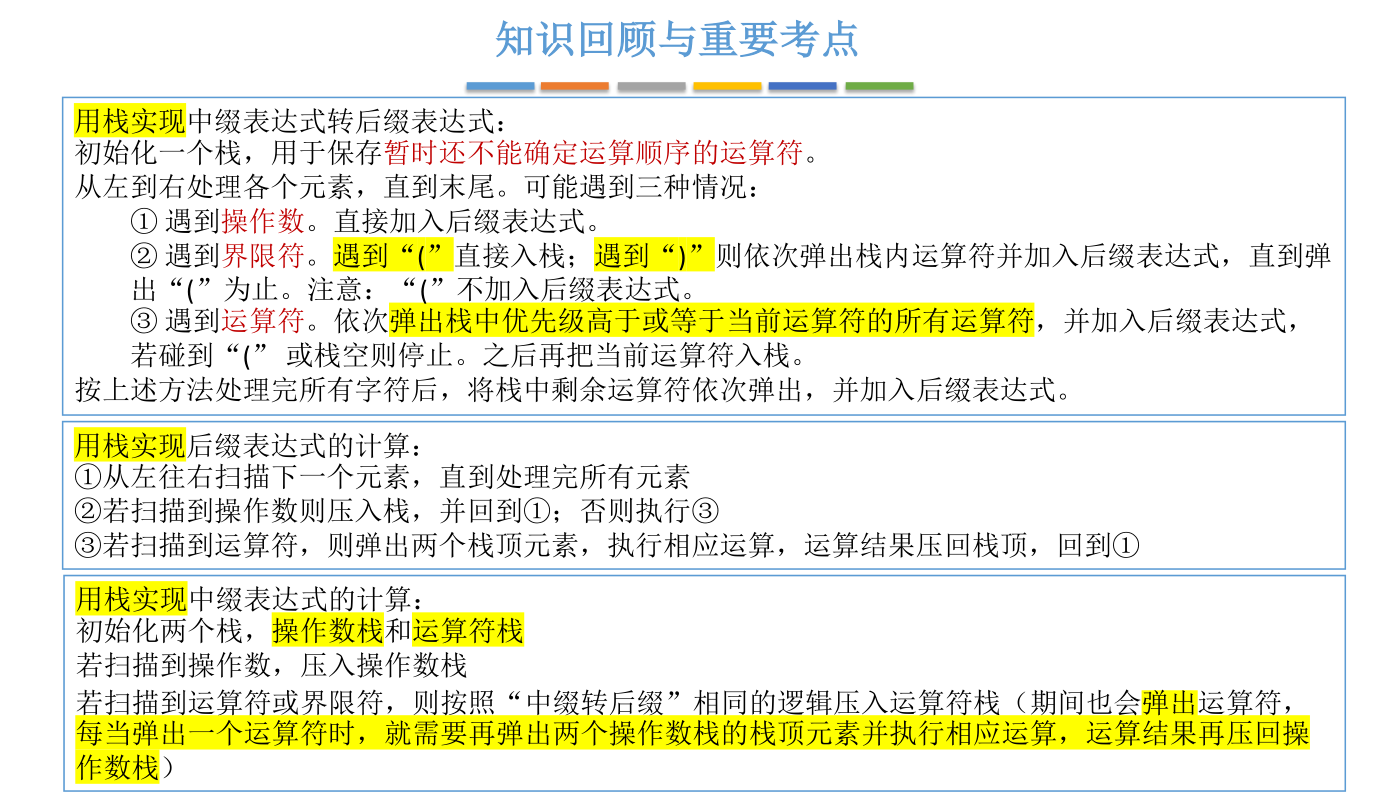 知识回顾与重要考点
用栈实现中缀表达式转后缀表达式：
初始化一个栈，用于保存暂时还不能确定运算顺序的运算符。
从左到右处理各个元素，直到末尾。可能遇到三种情况：
① 遇到操作数。直接加入后缀表达式。
② 遇到界限符。遇到“(”直接入栈；遇到“)”则依次弹出栈内运算符并加入后缀表达式，直到弹
出“(”为止。注意：“(”不加入后缀表达式。
③ 遇到运算符。依次弹出栈中优先级高于或等于当前运算符的所有运算符，并加入后缀表达式，
若碰到“(” 或栈空则停止。之后再把当前运算符入栈。
按上述方法处理完所有字符后，将栈中剩余运算符依次弹出，并加入后缀表达式。
用栈实现后缀表达式的计算：
①从左往右扫描下一个元素，直到处理完所有元素
②若扫描到操作数则压入栈，并回到①；否则执行③
③若扫描到运算符，则弹出两个栈顶元素，执行相应运算，运算结果压回栈顶，回到①
用栈实现中缀表达式的计算：
初始化两个栈，操作数栈和运算符栈
若扫描到操作数，压入操作数栈
若扫描到运算符或界限符，则按照“中缀转后缀”相同的逻辑压入运算符栈（期间也会弹出运算符，
每当弹出一个运算符时，就需要再弹出两个操作数栈的栈顶元素并执行相应运算，运算结果再压回操
作数栈）